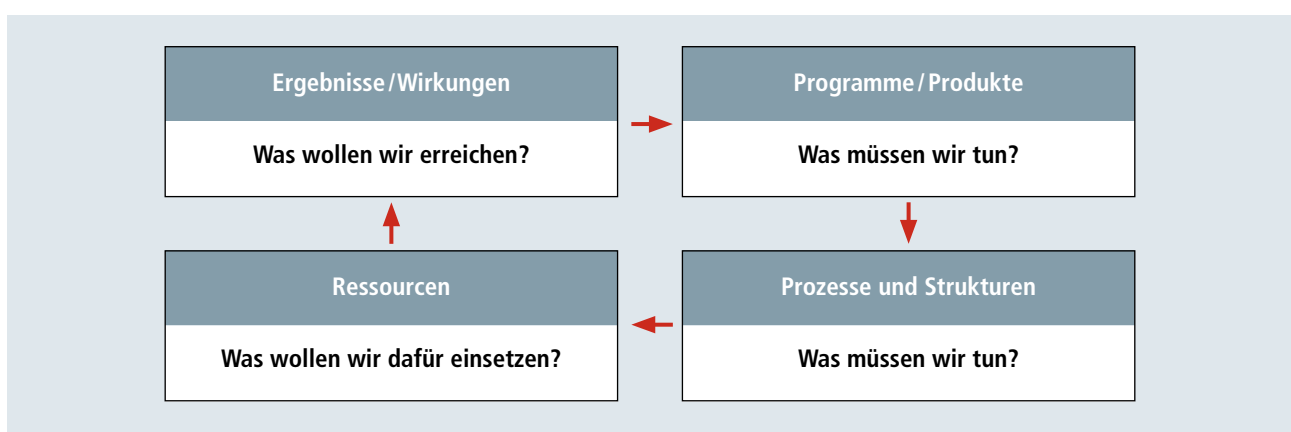 Ergebnisse/Wirkungen
Was wollen wir erreichen?
Programme/Produkte
Was müssen wir tun?
Ressourcen
Was wollen wir dafür einsetzen?
Prozesse und Strukturen
Was müssen wir tun?